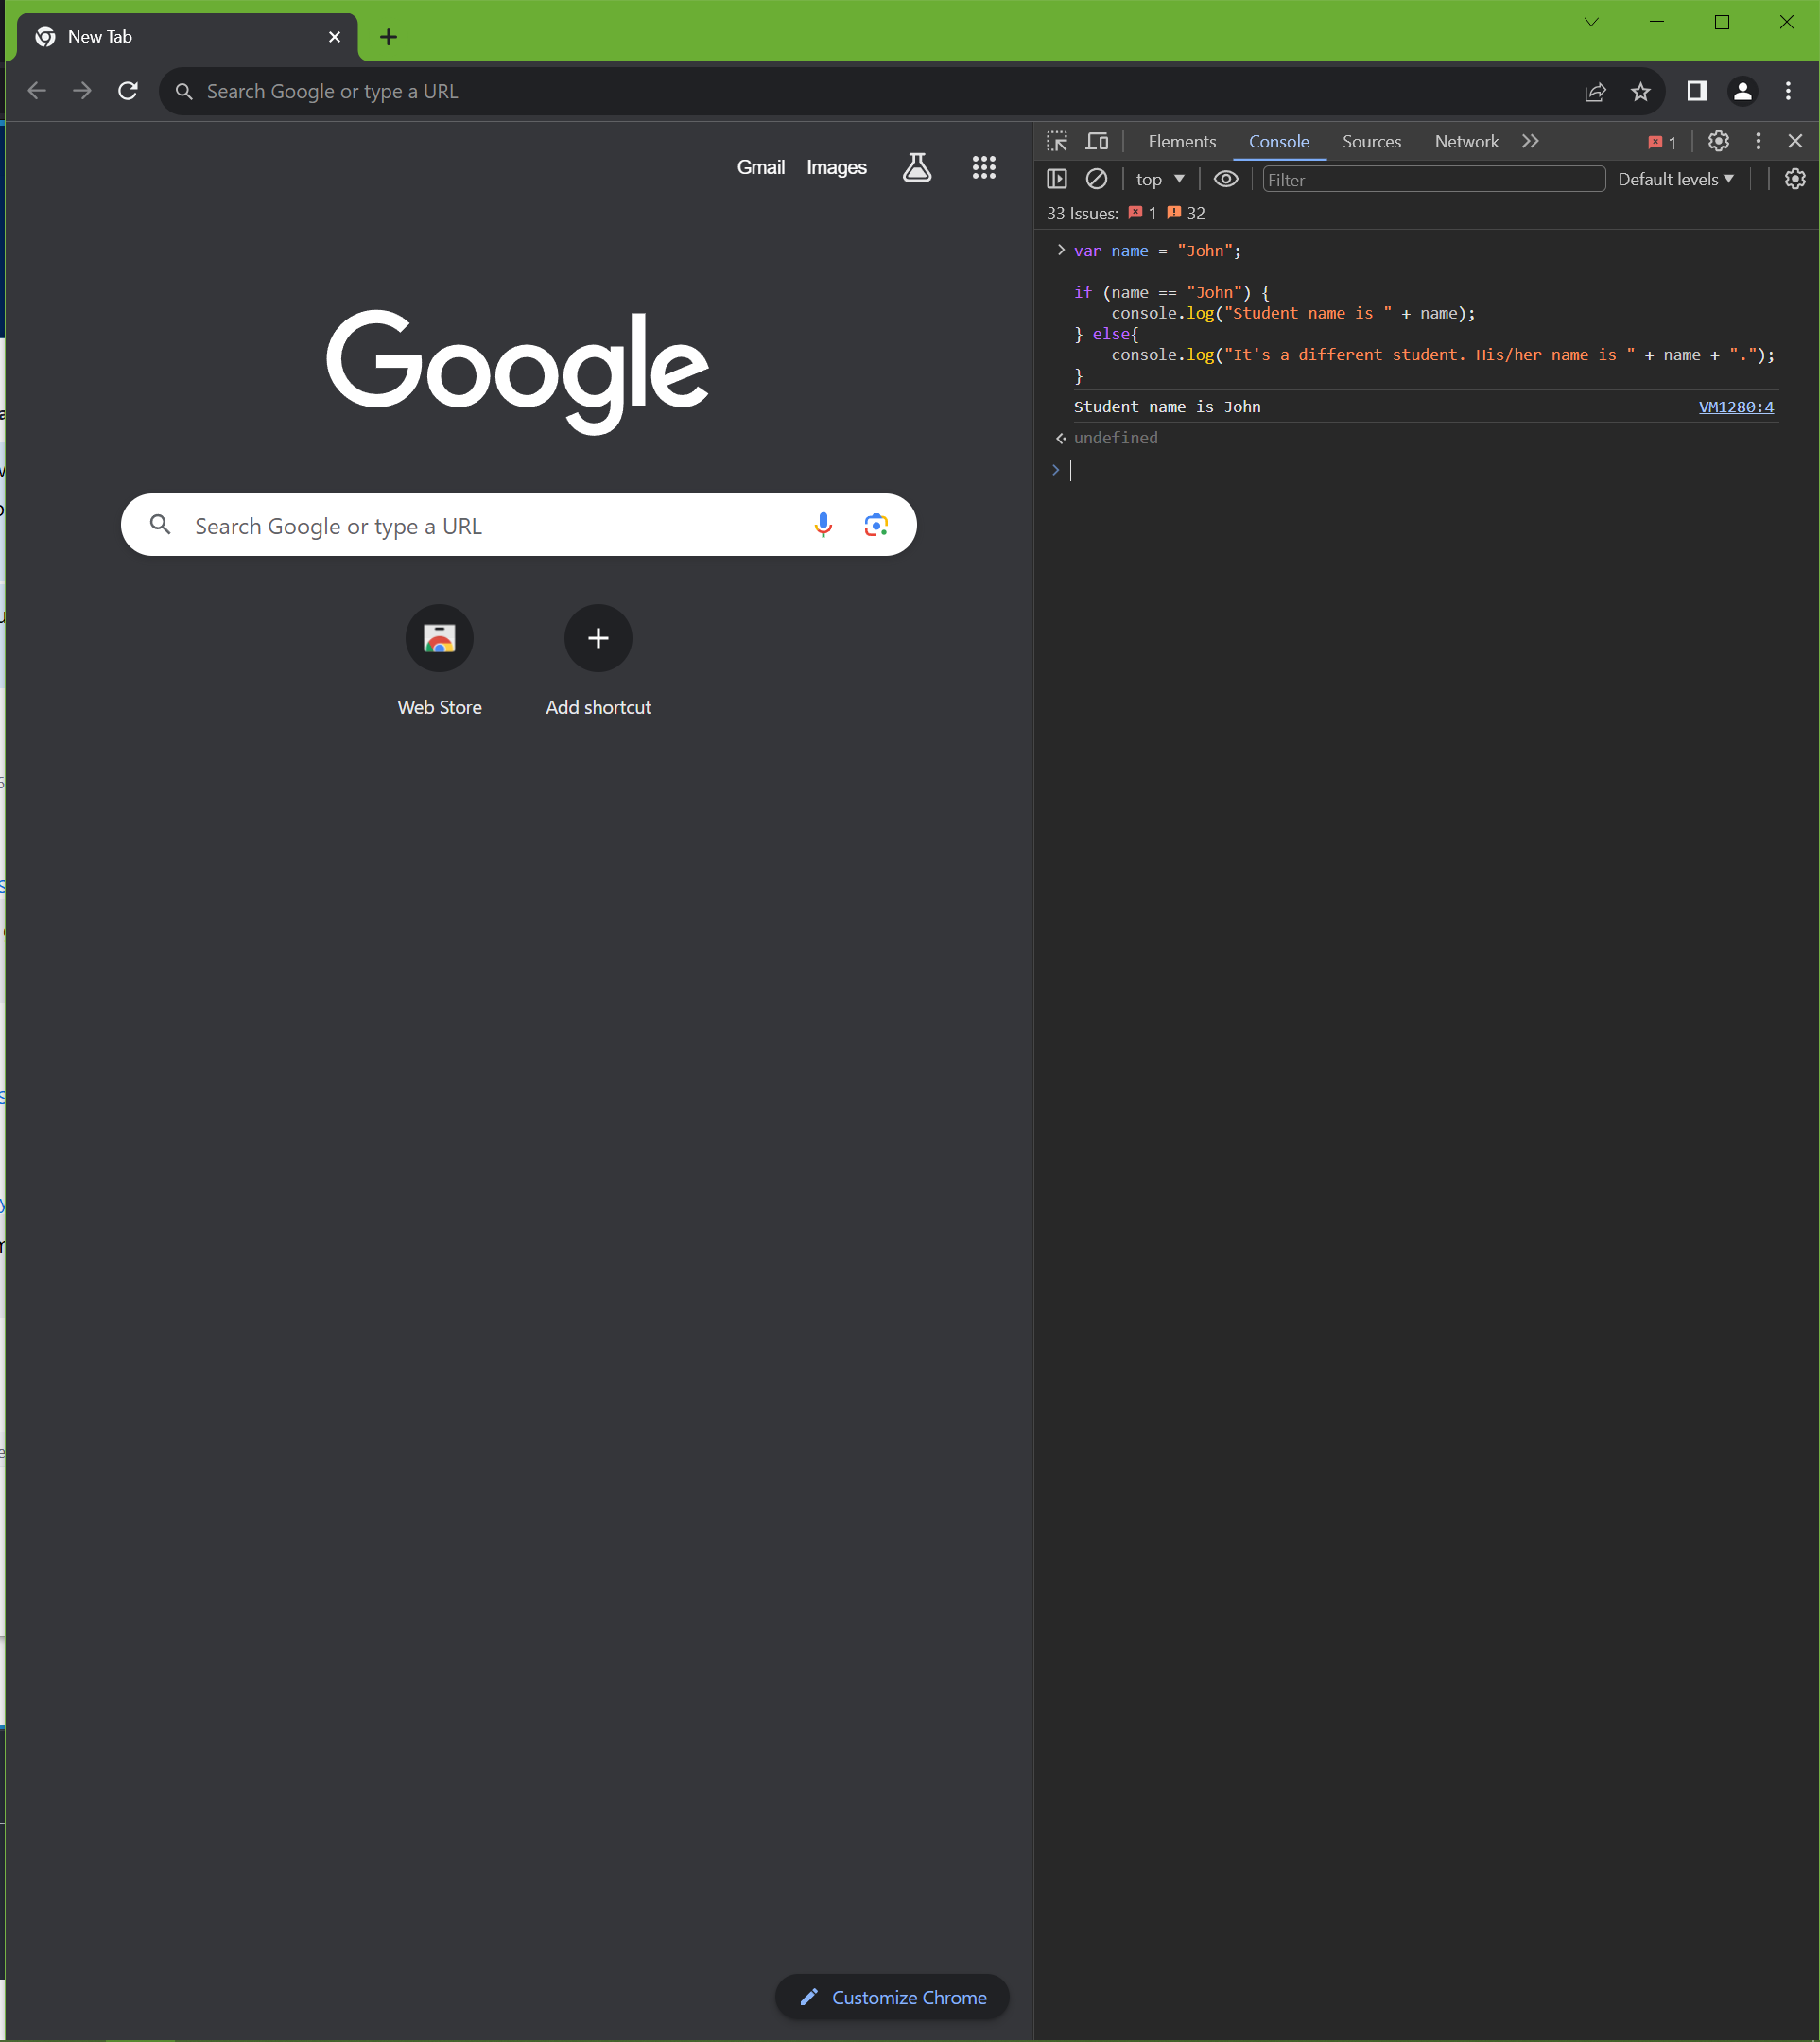 New Tab
Search Google or type a URL
Gmail Images
Google
Search Google or type a URL
Web Store Add shortcut
Customize Chrome
Elements Console Sources Network 1
top Filter Default levels
33 Issues: 1 32
var name = "John";
if (name == "John") {
    console.log("Student name is " + name);
} else{
    console.log("It's a different student. His/her name is " + name + ".");
}
Student name is John VM1280:4
undefined